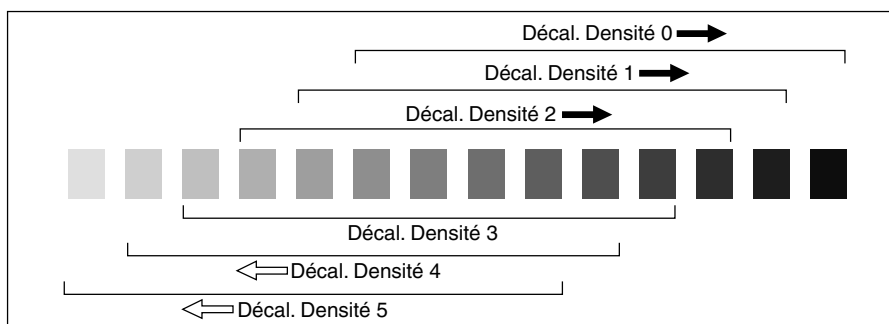 Décal. Densité 0
Décal. Densité 1
Décal. Densité 2
Décal. Densité 3
Décal. Densité 4
Décal. Densité 5